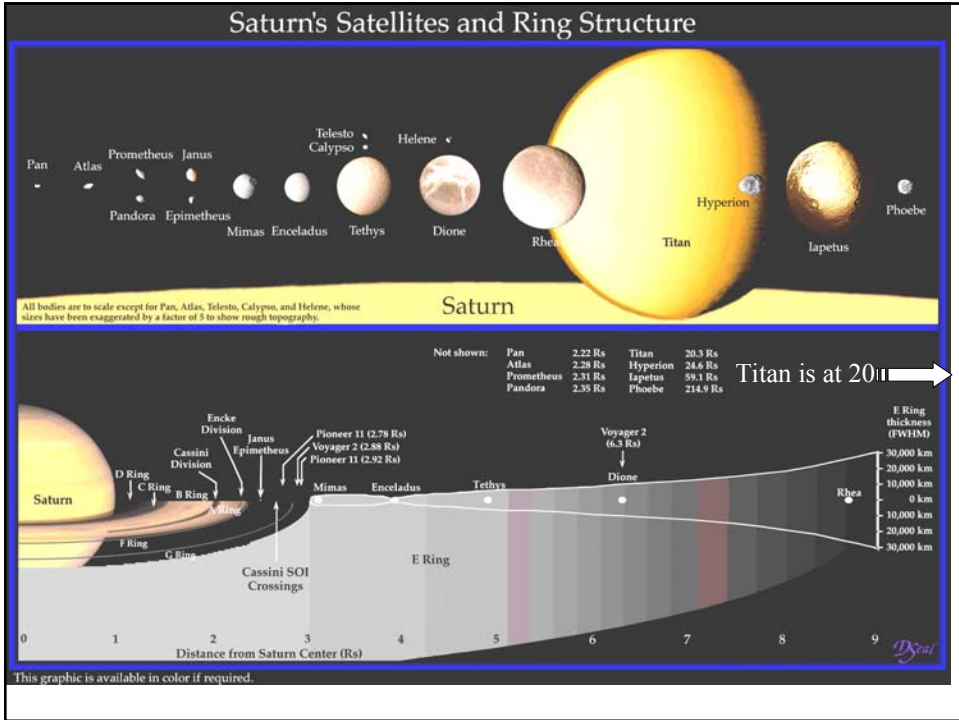 Saturn's Satellites and Ring Structure
Telesto
Calypso
Helene
Pan
Atlas
Prometheus
Janus
Pandora
Epimetheus
Mimas
Enceladus
Tethys
Dione
Rhea
Titan
Hyperion
Iapetus
Phoebe
All bodies are to scale except for Pan, Atlas, Telesto, Calypso, and Helene, whose
sizes have been exaggerated by a factor of 5 to show rough topography.
Saturn
Not shown: Pan 2.22 Rs Titan 20.3 Rs
Atlas 2.28 Rs Hyperion 24.6 Rs
Prometheus 2.31 Rs Iapetus 59.1 Rs
Pandora 2.35 Rs Phoebe 214.9 Rs
Titan is at 20
Encke
Division
Cassini
Division
Janus
Epimetheus
Pioneer 11 (2.78 Rs)
Voyager 2 (2.88 Rs)
Pioneer 11 (2.92 Rs)
Voyager 2
(6.3 Rs)
E Ring
thickness
(FWHM)
30,000 km
20,000 km
10,000 km
0 km
10,000 km
20,000 km
30,000 km
D Ring
C Ring
B Ring
A Ring
F Ring
G Ring
Saturn
Mimas
Enceladus
Tethys
Dione
Rhea
E Ring
Cassini SOI
Crossings
0 1 2 3 4 5 6 7 8 9
Distance from Saturn Center (Rs)
DSeal
This graphic is available in color if required.